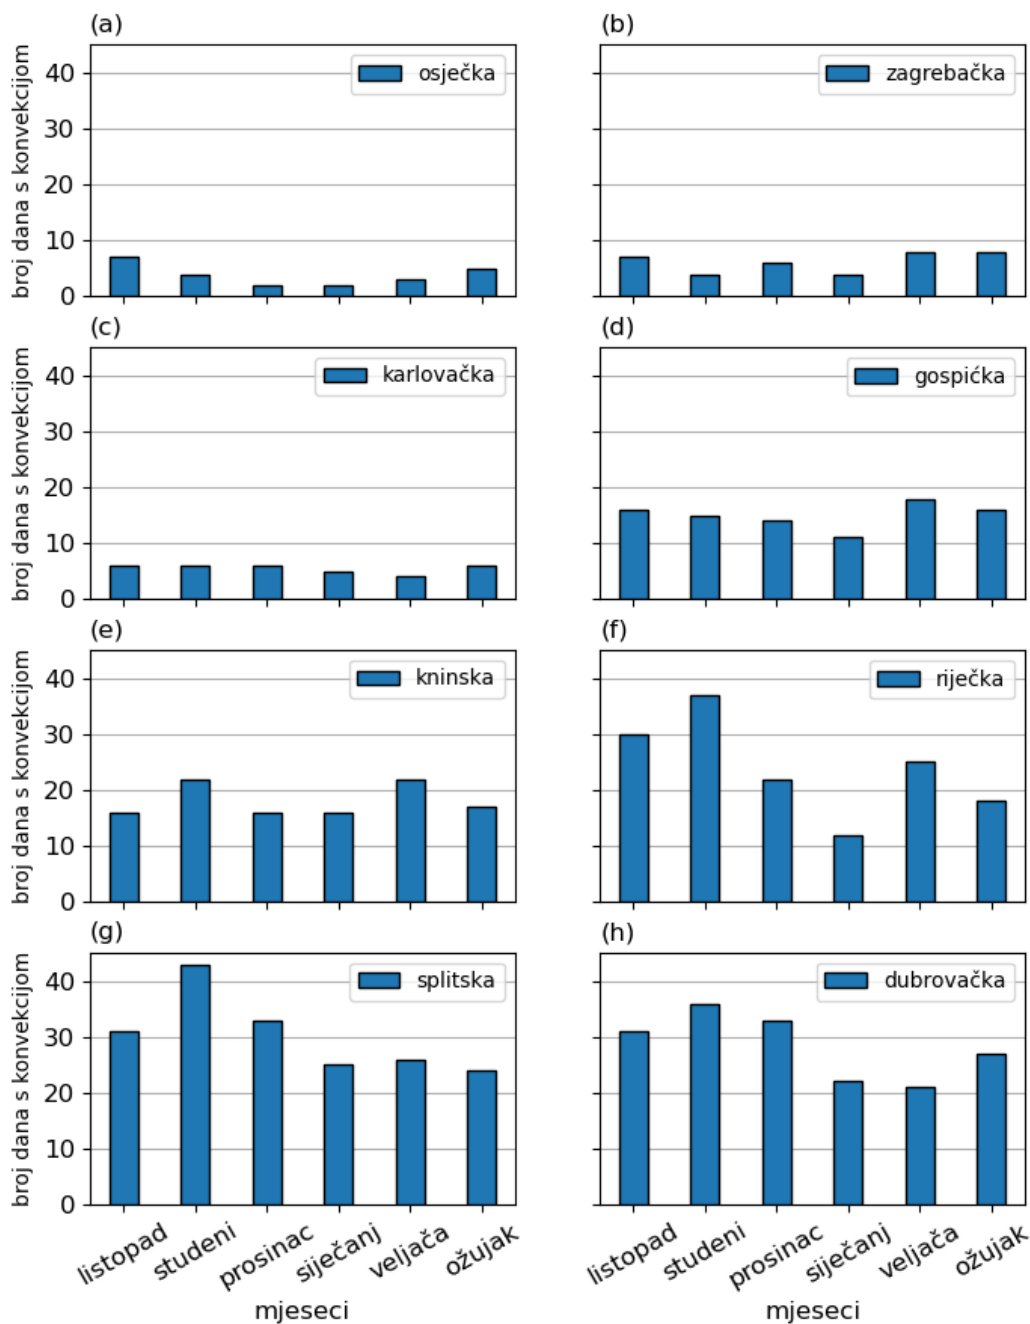 (a)
broj dana s konvekcijom
40
30
20
10
0
osječka
(b)
zagrebačka
(c)
broj dana s konvekcijom
40
30
20
10
0
karlovačka
(d)
gospićka
(e)
broj dana s konvekcijom
40
30
20
10
0
kninska
(f)
riječka
(g)
broj dana s konvekcijom
40
30
20
10
0
splitska
listopad
studeni
prosinac
siječanj
veljača
ožujak
mjeseci
(h)
dubrovačka
listopad
studeni
prosinac
siječanj
veljača
ožujak
mjeseci